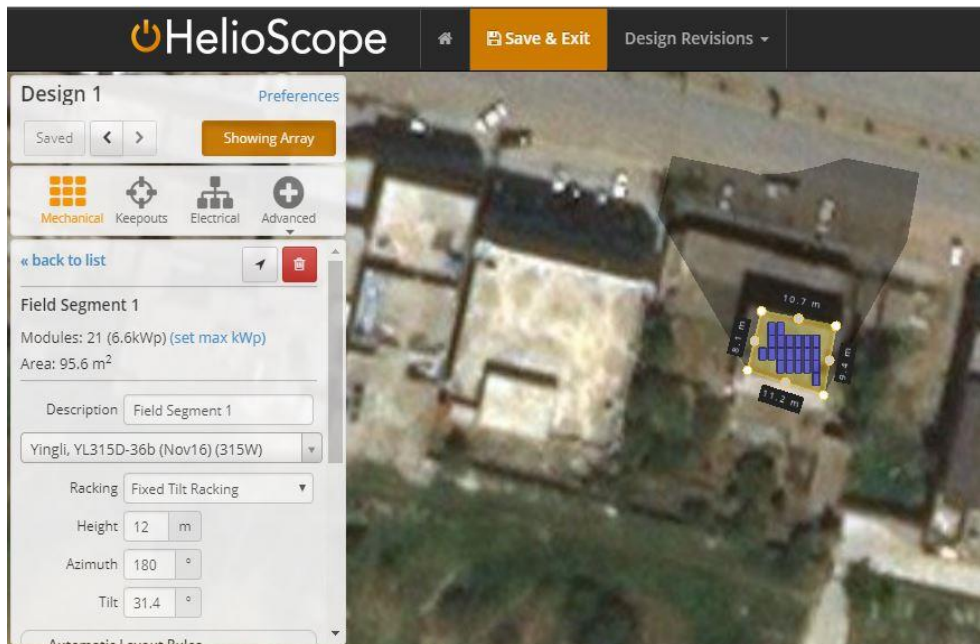 HelioScope
Save & Exit
Design Revisions
Design 1
Preferences
Saved
Showing Array
Mechanical
Keepouts
Electrical
Advanced
« back to list
Field Segment 1
Modules: 21 (6.6kWp) (set max kWp)
Area: 95.6 m²
Description Field Segment 1
Yingli, YL315D-36b (Nov16) (315W)
Racking Fixed Tilt Racking
Height 12 m
Azimuth 180 °
Tilt 31.4 °
Automatic Layout Rules
10.7 m
8.1 m
9.4 m
11.2 m